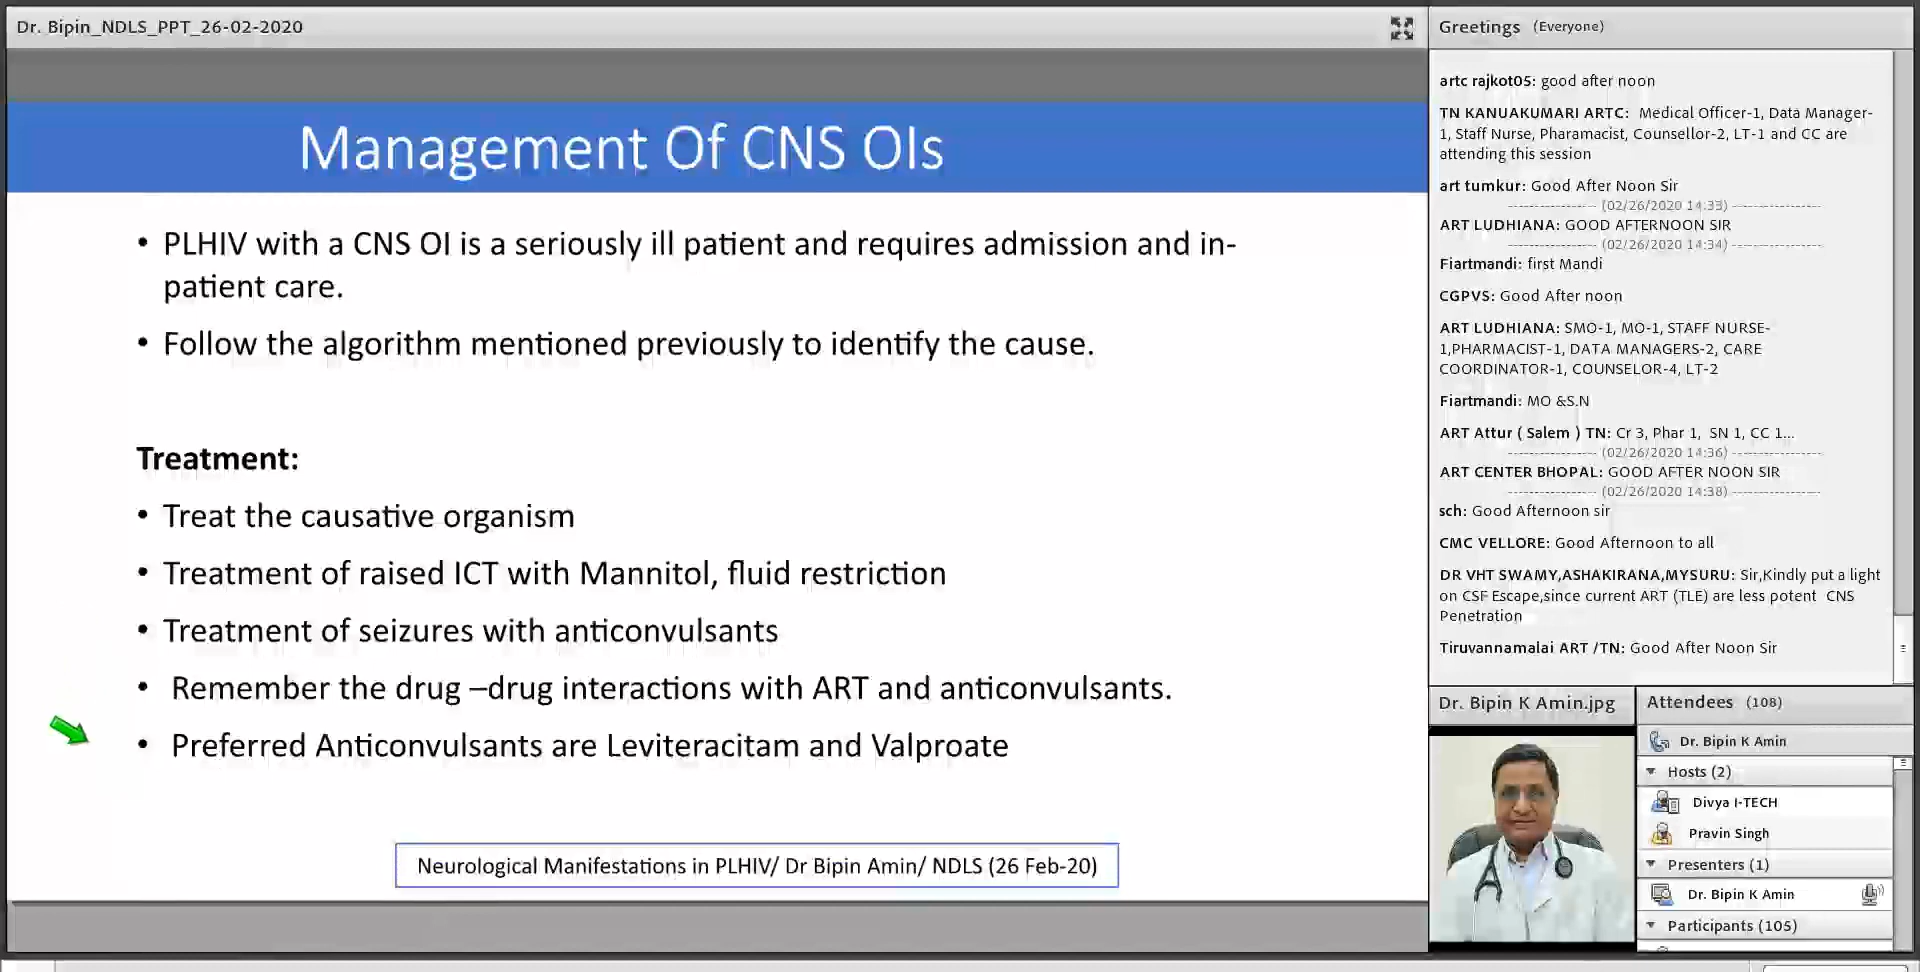 Dr. Bipin_NDLS_PPT_26-02-2020
Management Of CNS OIs
• PLHIV with a CNS OI is a seriously ill patient and requires admission and in-
patient care.
• Follow the algorithm mentioned previously to identify the cause.
Treatment:
• Treat the causative organism
• Treatment of raised ICT with Mannitol, fluid restriction
• Treatment of seizures with anticonvulsants
• Remember the drug –drug interactions with ART and anticonvulsants.
• Preferred Anticonvulsants are Leviteracitam and Valproate
Neurological Manifestations in PLHIV/ Dr Bipin Amin/ NDLS (26 Feb-20)
Greetings (Everyone)
artc rajkot05: good after noon
TN KANUAKUMARI ARTC: Medical Officer-1, Data Manager-
1, Staff Nurse, Pharamacist, Counsellor-2, LT-1 and CC are
attending this session
art tumkur: Good After Noon Sir
------------------ (02/26/2020 14:33) ------------------
ART LUDHIANA: GOOD AFTERNOON SIR
------------------ (02/26/2020 14:34) ------------------
Fiartmandi: first Mandi
CGPVS: Good After noon
ART LUDHIANA: SMO-1, MO-1, STAFF NURSE-
1,PHARMACIST-1, DATA MANAGERS-2, CARE
COORDINATOR-1, COUNSELOR-4, LT-2
Fiartmandi: MO &S.N
ART Attur ( Salem ) TN: Cr 3, Phar 1, SN 1, CC 1...
------------------ (02/26/2020 14:36) ------------------
ART CENTER BHOPAL: GOOD AFTER NOON SIR
------------------ (02/26/2020 14:38) ------------------
sch: Good Afternoon sir
CMC VELLORE: Good Afternoon to all
DR VHT SWAMY,ASHAKIRANA,MYSURU: Sir,Kindly put a light
on CSF Escape,since current ART (TLE) are less potent CNS
Penetration
Tiruvannamalai ART /TN: Good After Noon Sir
Dr. Bipin K Amin.jpg
Attendees (108)
Dr. Bipin K Amin
Hosts (2)
Divya I-TECH
Pravin Singh
Presenters (1)
Dr. Bipin K Amin
Participants (105)